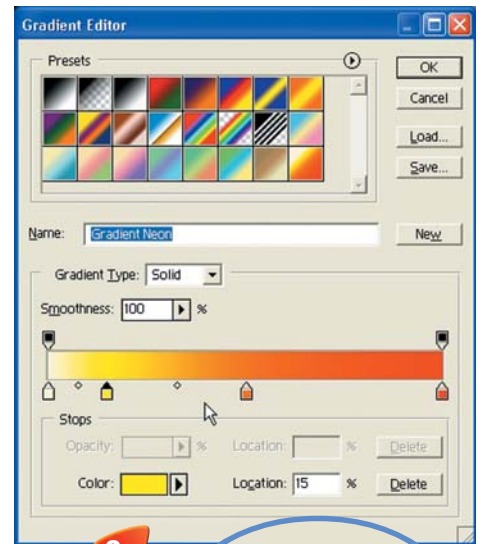 Gradient Editor
Presets
OK
Cancel
Load...
Save...
Name: Gradient Neon New
Gradient Type: Solid
Smoothness: 100 %
Stops
Opacity: % Location: % Delete
Color: Location: 15 % Delete